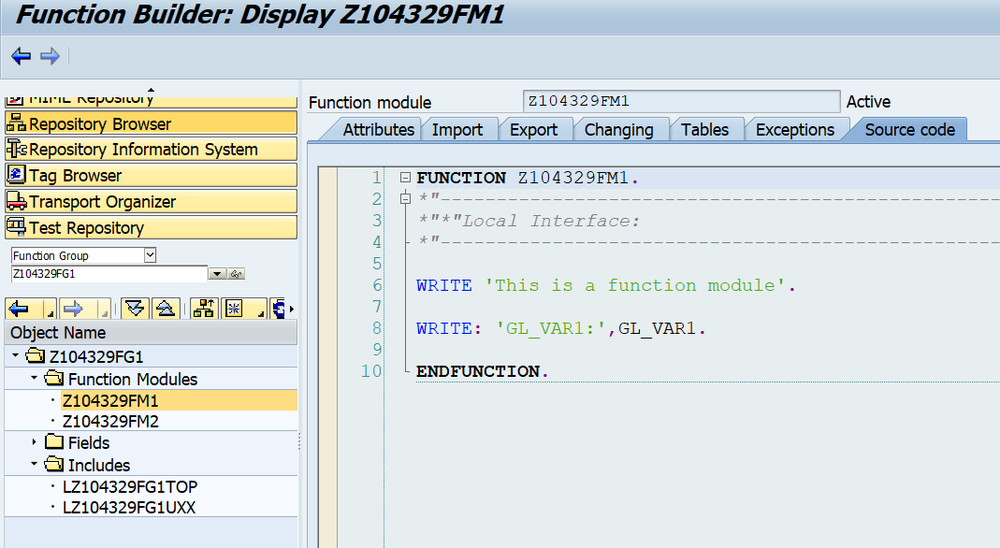 Function Builder: Display Z104329FM1
MIME Repository
Repository Browser
Repository Information System
Tag Browser
Transport Organizer
Test Repository
Function Group
Z104329FG1
Object Name
Z104329FG1
Function Modules
Z104329FM1
Z104329FM2
Fields
Includes
LZ104329FG1TOP
LZ104329FG1UXX
Function module Z104329FM1 Active
Attributes Import Export Changing Tables Exceptions Source code
1 FUNCTION Z104329FM1.
2 *"----------------------------------------------------
3 *"*"Local Interface:
4 *"----------------------------------------------------
5
6 WRITE 'This is a function module'.
7
8 WRITE: 'GL_VAR1:',GL_VAR1.
9
10 ENDFUNCTION.